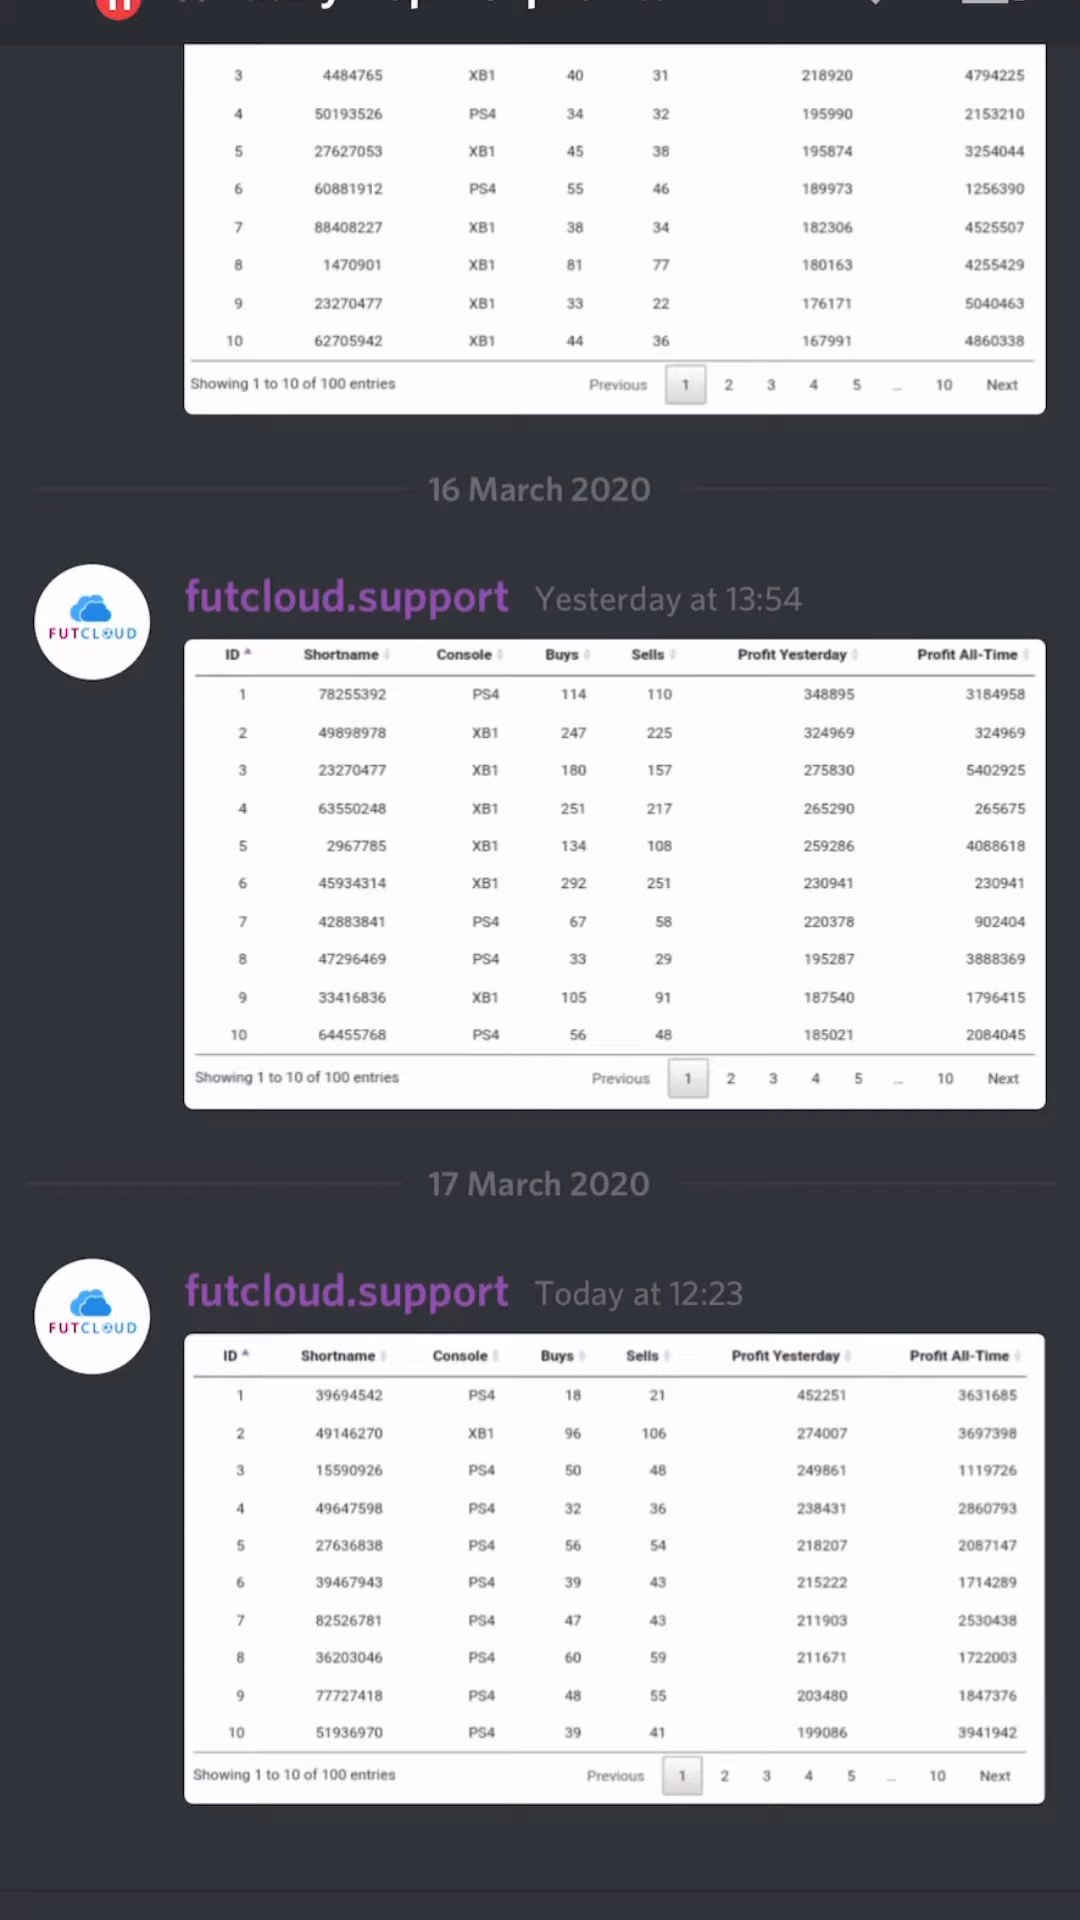 3 4484765 XB1 40 31 218920 4794225
4 50193526 PS4 34 32 195990 2153210
5 27627053 XB1 45 38 195874 3254044
6 60881912 PS4 55 46 189973 1256390
7 88408227 XB1 38 34 182306 4525507
8 1470901 XB1 81 77 180163 4255429
9 23270477 XB1 33 22 176171 5040463
10 62705942 XB1 44 36 167991 4860338
Showing 1 to 10 of 100 entries Previous 1 2 3 4 5 ... 10 Next
16 March 2020
futcloud.support Yesterday at 13:54
FUTCLOUD
ID Shortname Console Buys Sells Profit Yesterday Profit All-Time
1 78255392 PS4 114 110 348895 3184958
2 49898978 XB1 247 225 324969 324969
3 23270477 XB1 180 157 275830 5402925
4 63550248 XB1 251 217 265290 265675
5 2967785 XB1 134 108 259286 4088618
6 45934314 XB1 292 251 230941 230941
7 42883841 PS4 67 58 220378 902404
8 47296469 PS4 33 29 195287 3888369
9 33416836 XB1 105 91 187540 1796415
10 64455768 PS4 56 48 185021 2084045
Showing 1 to 10 of 100 entries Previous 1 2 3 4 5 ... 10 Next
17 March 2020
futcloud.support Today at 12:23
FUTCLOUD
ID Shortname Console Buys Sells Profit Yesterday Profit All-Time
1 39694542 PS4 18 21 452251 3631685
2 49146270 XB1 96 106 274007 3697398
3 15590926 PS4 50 48 249861 1119726
4 49647598 PS4 32 36 238431 2860793
5 27636838 PS4 56 54 218207 2087147
6 39467943 PS4 39 43 215222 1714289
7 82526781 PS4 47 43 211903 2530438
8 36203046 PS4 60 59 211671 1722003
9 77727418 PS4 48 55 203480 1847376
10 51936970 PS4 39 41 199086 3941942
Showing 1 to 10 of 100 entries Previous 1 2 3 4 5 ... 10 Next